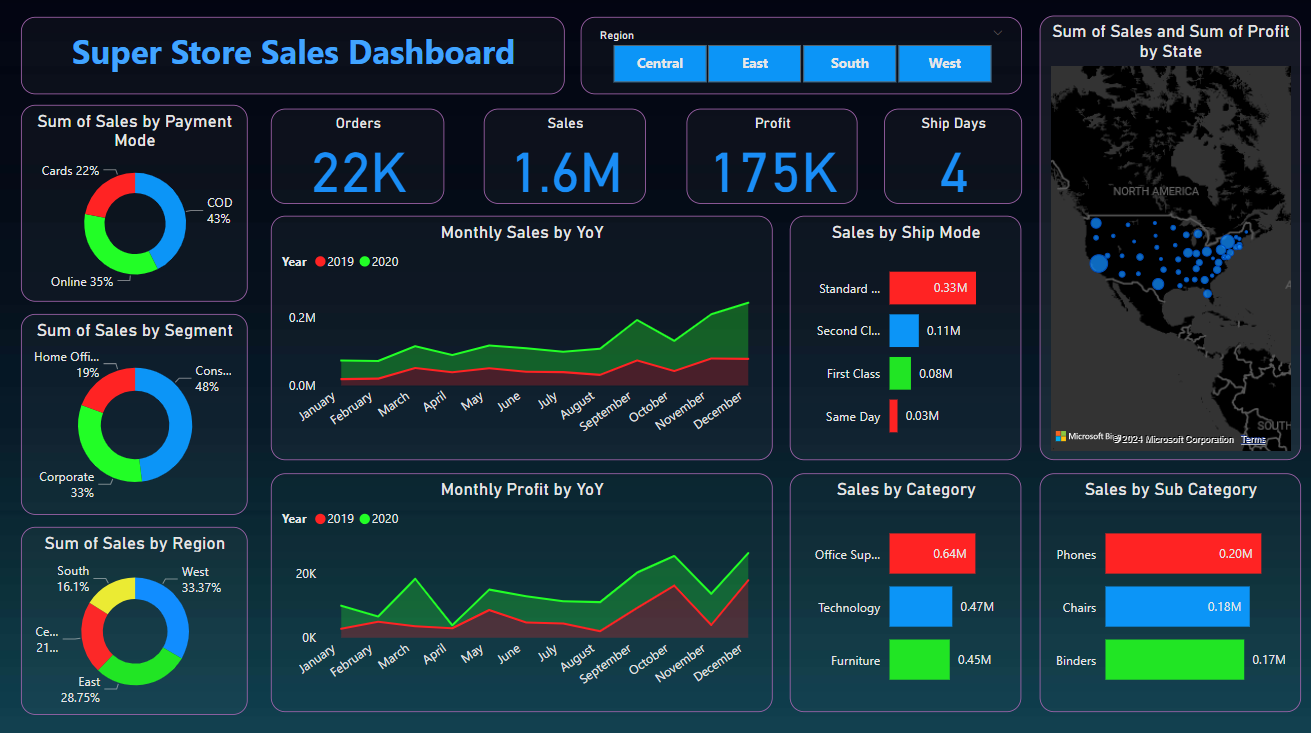 Super Store Sales Dashboard
Region
Central
East
South
West
Sum of Sales and Sum of Profit
by State
NORTH AMERICA
SOUTH
Microsoft Bi
©2024 Microsoft Corporation
Terms
Sum of Sales by Payment
Mode
Cards 22%
COD
43%
Online 35%
Orders
22K
Sales
1.6M
Profit
175K
Ship Days
4
Monthly Sales by YoY
Year
2019
2020
0.2M
0.0M
January
February
March
April
May
June
July
August
September
October
November
December
Sales by Ship Mode
Standard ...
0.33M
Second Cl...
0.11M
First Class
0.08M
Same Day
0.03M
Sum of Sales by Segment
Home Offi...
19%
Cons...
48%
Corporate
33%
Monthly Profit by YoY
Year
2019
2020
20K
0K
January
February
March
April
May
June
July
August
September
October
November
December
Sales by Category
Office Sup...
0.64M
Technology
0.47M
Furniture
0.45M
Sales by Sub Category
Phones
0.20M
Chairs
0.18M
Binders
0.17M
Sum of Sales by Region
South
16.1%
West
33.37%
Ce...
21...
East
28.75%